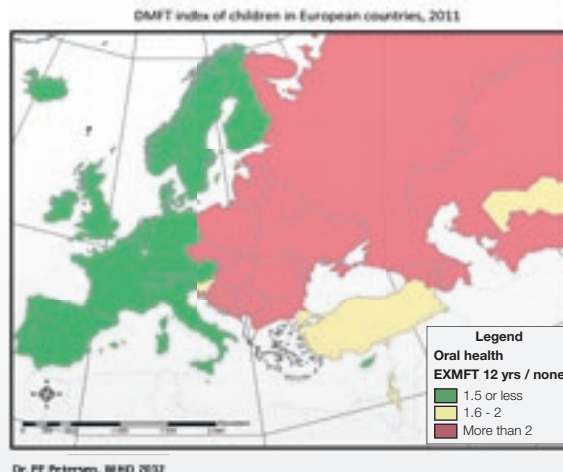 DMFT index of children in European countries, 2011
Legend
Oral health
EXMFT 12 yrs / none
1.5 or less
1.6 - 2
More than 2
Dr. PE Petersen, WHO 2012